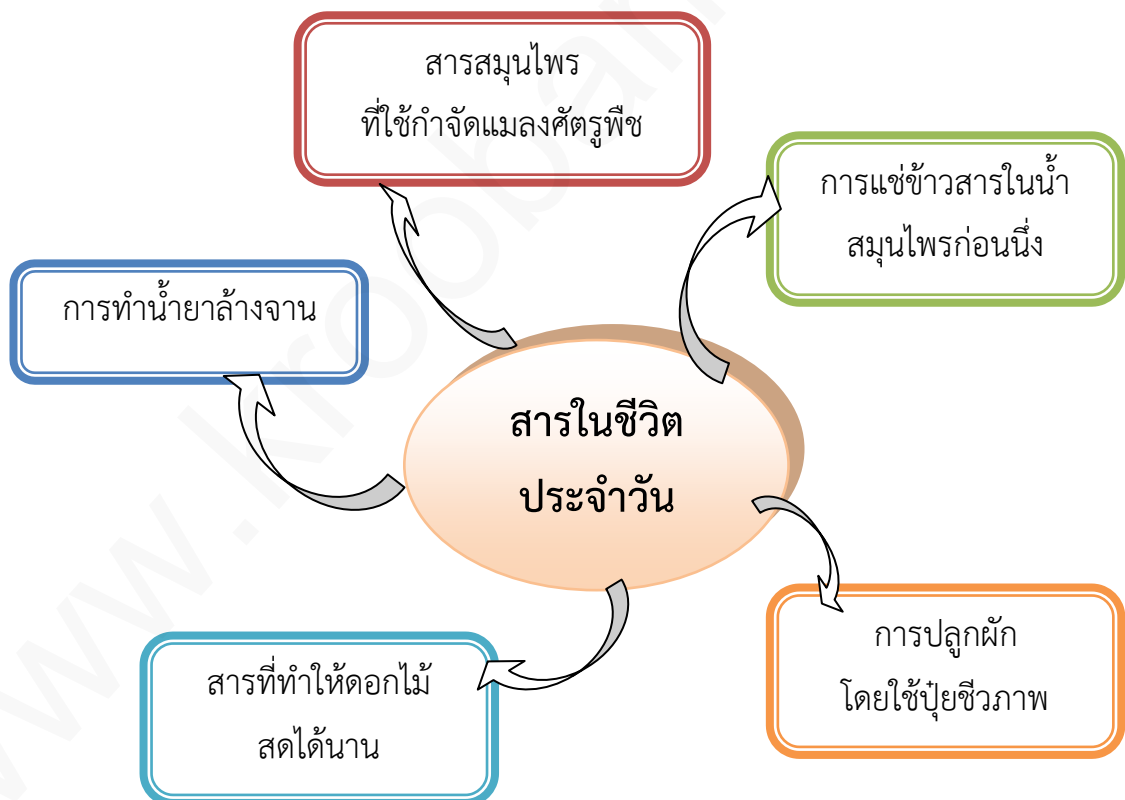 สารสมุนไพร
ที่ใช้กำจัดแมลงศัตรูพืช
การแช่ข้าวสารในน้ำ
สมุนไพรก่อนนึ่ง
การทำน้ำยาล้างจาน
สารในชีวิต
ประจำวัน
การปลูกผัก
โดยใช้ปุ๋ยชีวภาพ
สารที่ทำให้ดอกไม้
สดได้นาน